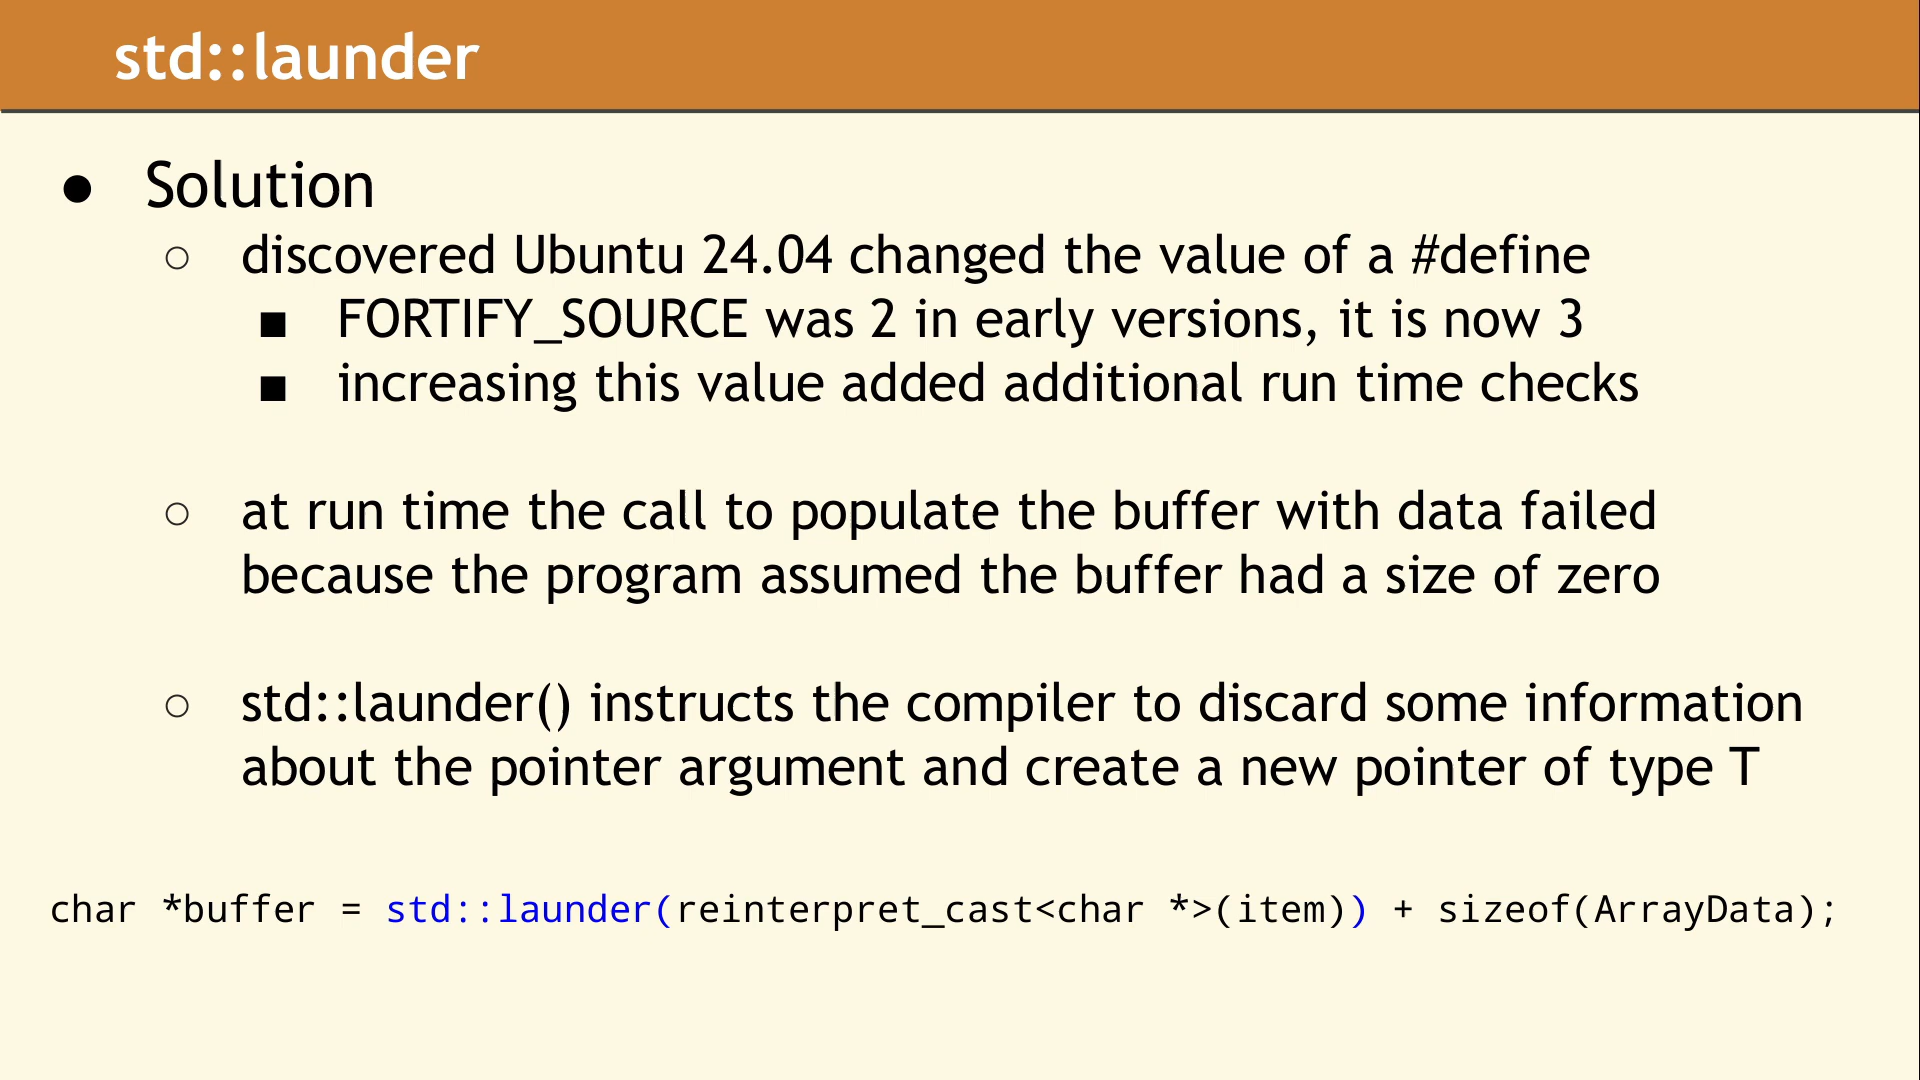 std::launder
● Solution
○ discovered Ubuntu 24.04 changed the value of a #define
■ FORTIFY_SOURCE was 2 in early versions, it is now 3
■ increasing this value added additional run time checks
○ at run time the call to populate the buffer with data failed
because the program assumed the buffer had a size of zero
○ std::launder() instructs the compiler to discard some information
about the pointer argument and create a new pointer of type T
char *buffer = std::launder(reinterpret_cast<char *>(item)) + sizeof(ArrayData);